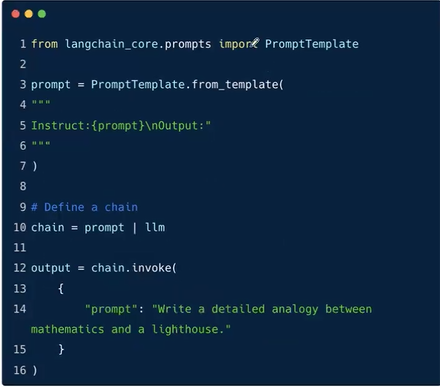 1 from langchain_core.prompts import PromptTemplate
2
3 prompt = PromptTemplate.from_template(
4 """
5 Instruct:{prompt}\nOutput:"
6 """
7 )
8
9 # Define a chain
10 chain = prompt | llm
11
12 output = chain.invoke(
13     {
14         "prompt": "Write a detailed analogy between
mathematics and a lighthouse."
15     }
16 )